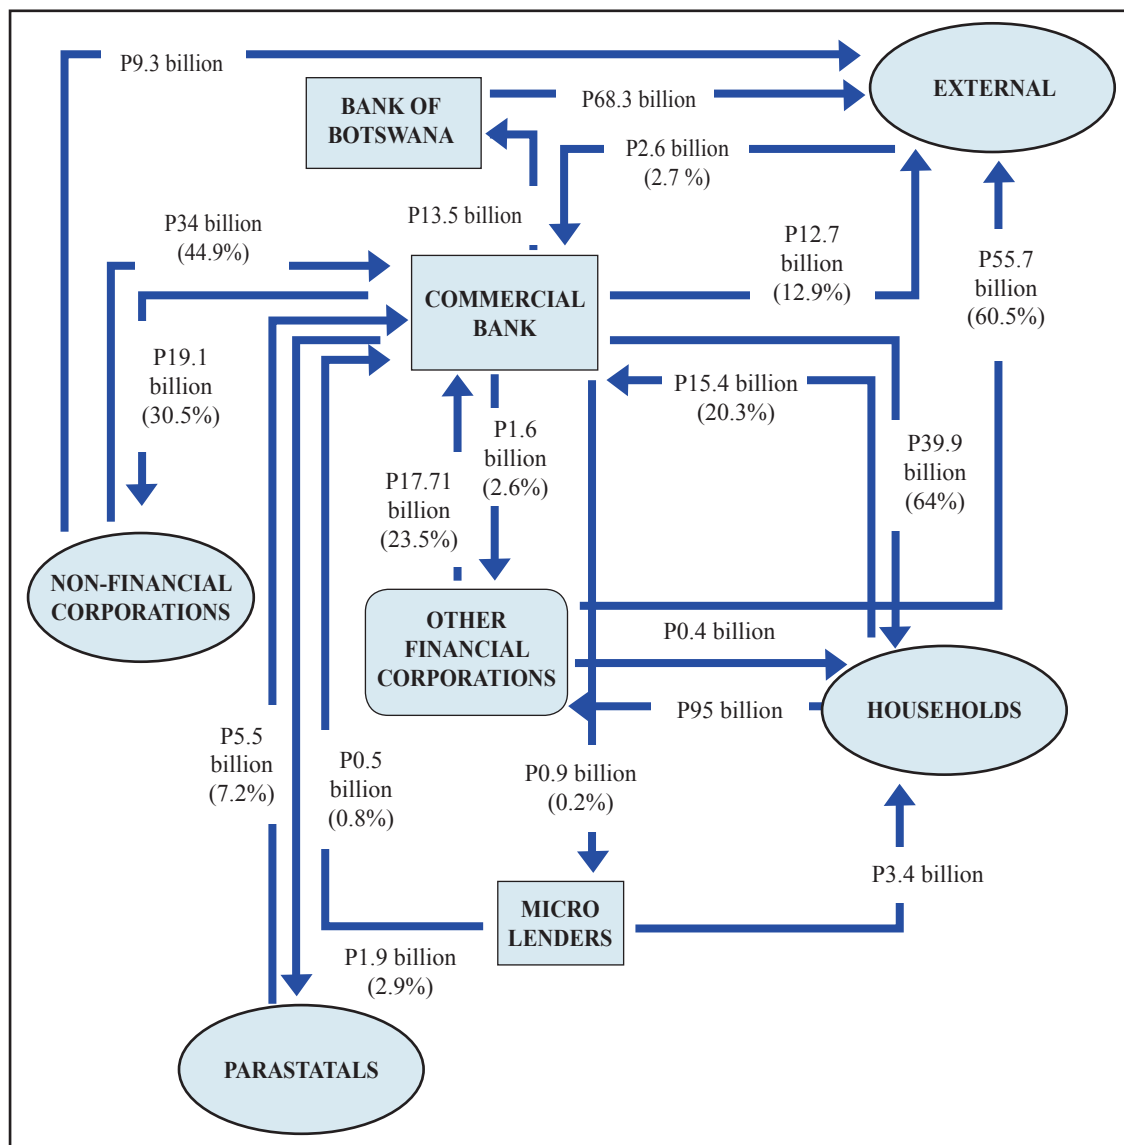 P9.3 billion
EXTERNAL
BANK OF
BOTSWANA
P68.3 billion
P2.6 billion
(2.7 %)
P13.5 billion
P34 billion
(44.9%)
P12.7
billion
(12.9%)
P55.7
billion
(60.5%)
COMMERCIAL
BANK
P19.1
billion
(30.5%)
P15.4 billion
(20.3%)
P1.6
billion
(2.6%)
P39.9
billion
(64%)
P17.71
billion
(23.5%)
NON-FINANCIAL
CORPORATIONS
OTHER
FINANCIAL
CORPORATIONS
P0.4 billion
HOUSEHOLDS
P95 billion
P5.5
billion
(7.2%)
P0.5
billion
(0.8%)
P0.9 billion
(0.2%)
P3.4 billion
MICRO
LENDERS
P1.9 billion
(2.9%)
PARASTATALS